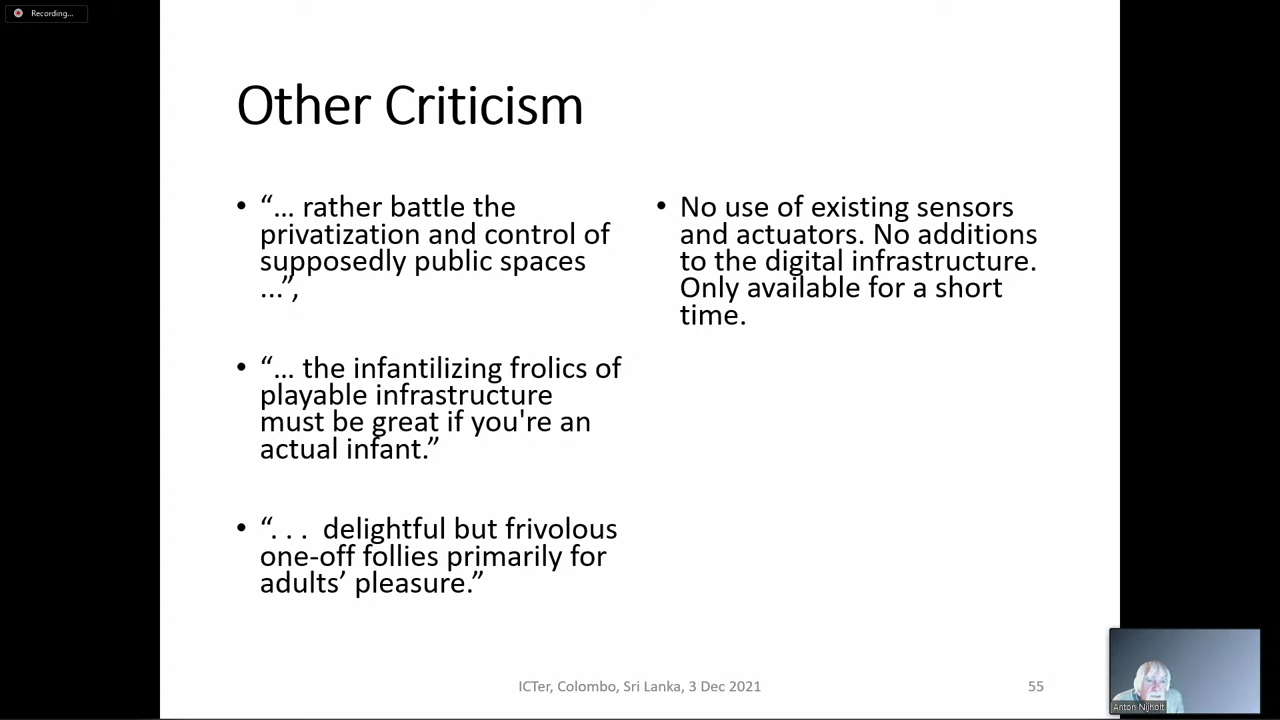 Recording...
Other Criticism
• “... rather battle the
privatization and control of
supposedly public spaces
...”,
• “... the infantilizing frolics of
playable infrastructure
must be great if you're an
actual infant.”
• “. . .  delightful but frivolous
one-off follies primarily for
adults’ pleasure.”
• No use of existing sensors
and actuators. No additions
to the digital infrastructure.
Only available for a short
time.
ICTer, Colombo, Sri Lanka, 3 Dec 2021
55
Anton Nijholt